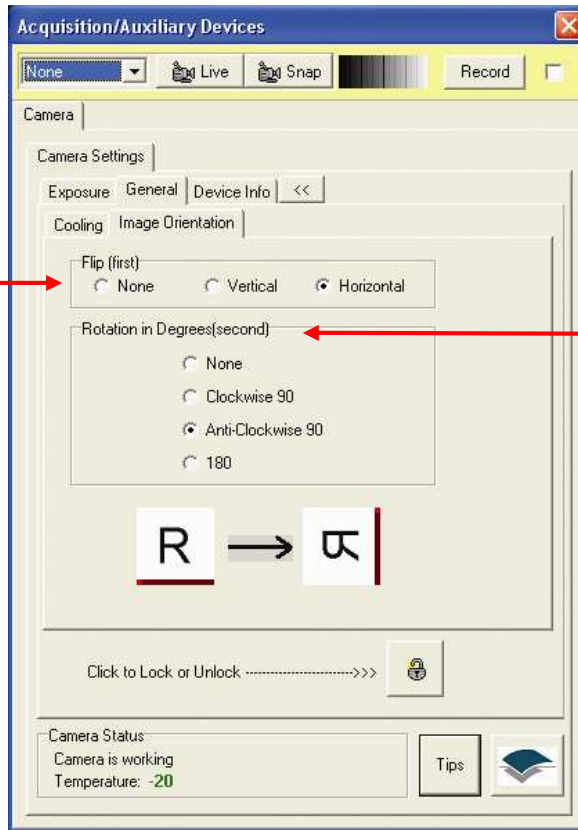 Acquisition/Auxiliary Devices
None Live Snap Record
Camera
Camera Settings
Exposure General Device Info <<
Cooling Image Orientation
Flip (first)
None Vertical Horizontal
Rotation in Degrees(second)
None
Clockwise 90
Anti-Clockwise 90
180
R R
Click to Lock or Unlock ------------------------->>>
Camera Status
Camera is working
Temperature: -20
Tips